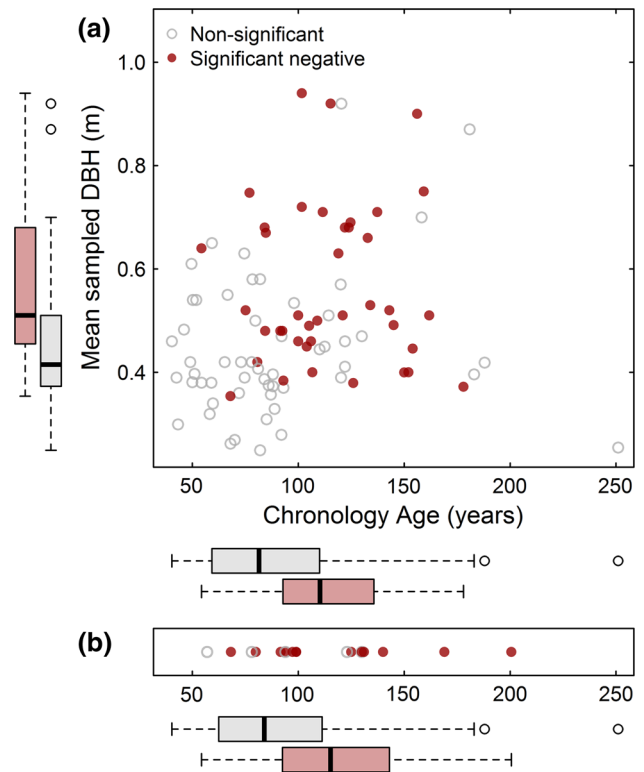 (a)
Non-significant
Significant negative
Mean sampled DBH (m)
1.0
0.8
0.6
0.4
50 100 150 200 250
Chronology Age (years)
(b)
50 100 150 200 250